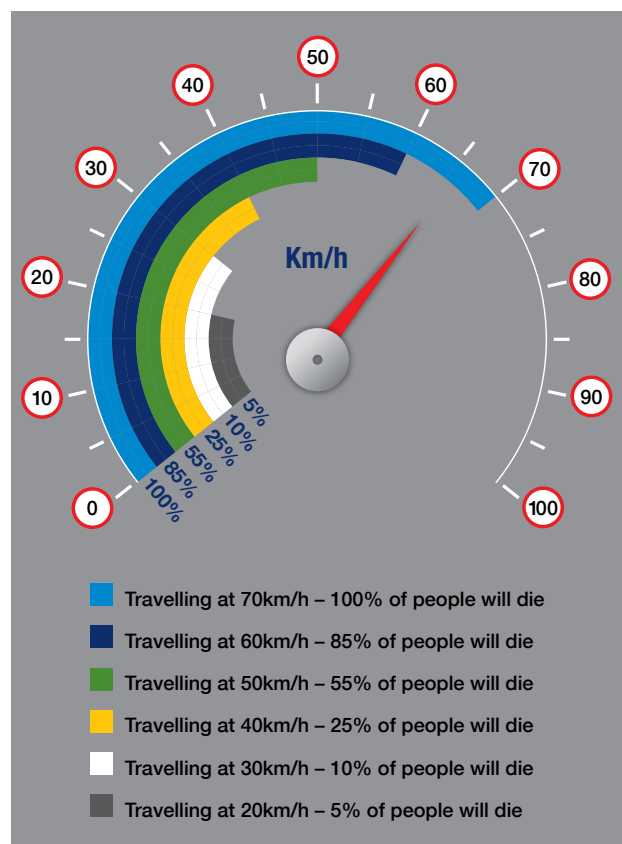 50
40
60
30
70
Km/h
20
80
10
90
5%
10%
25%
55%
85%
100%
0
100
Travelling at 70km/h – 100% of people will die
Travelling at 60km/h – 85% of people will die
Travelling at 50km/h – 55% of people will die
Travelling at 40km/h – 25% of people will die
Travelling at 30km/h – 10% of people will die
Travelling at 20km/h – 5% of people will die